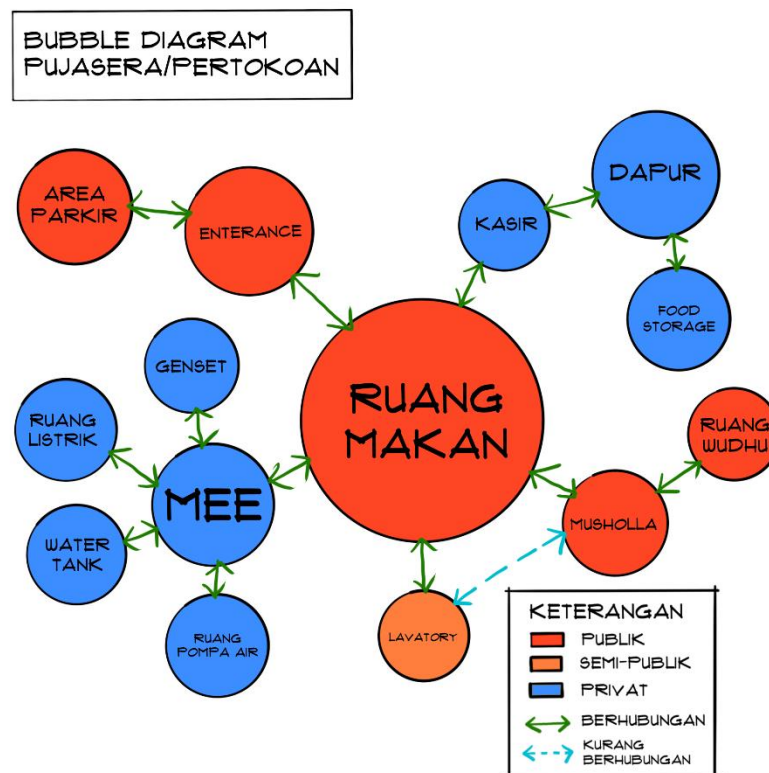 BUBBLE DIAGRAM
PUJASERA/PERTOKOAN
AREA
PARKIR
ENTERANCE
KASIR
DAPUR
FOOD
STORAGE
GENSET
RUANG
LISTRIK
MEE
WATER
TANK
RUANG
POMPA AIR
RUANG
MAKAN
RUANG
WUDHU
MUSHOLLA
LAVATORY
KETERANGAN
PUBLIK
SEMI-PUBLIK
PRIVAT
BERHUBUNGAN
KURANG
BERHUBUNGAN